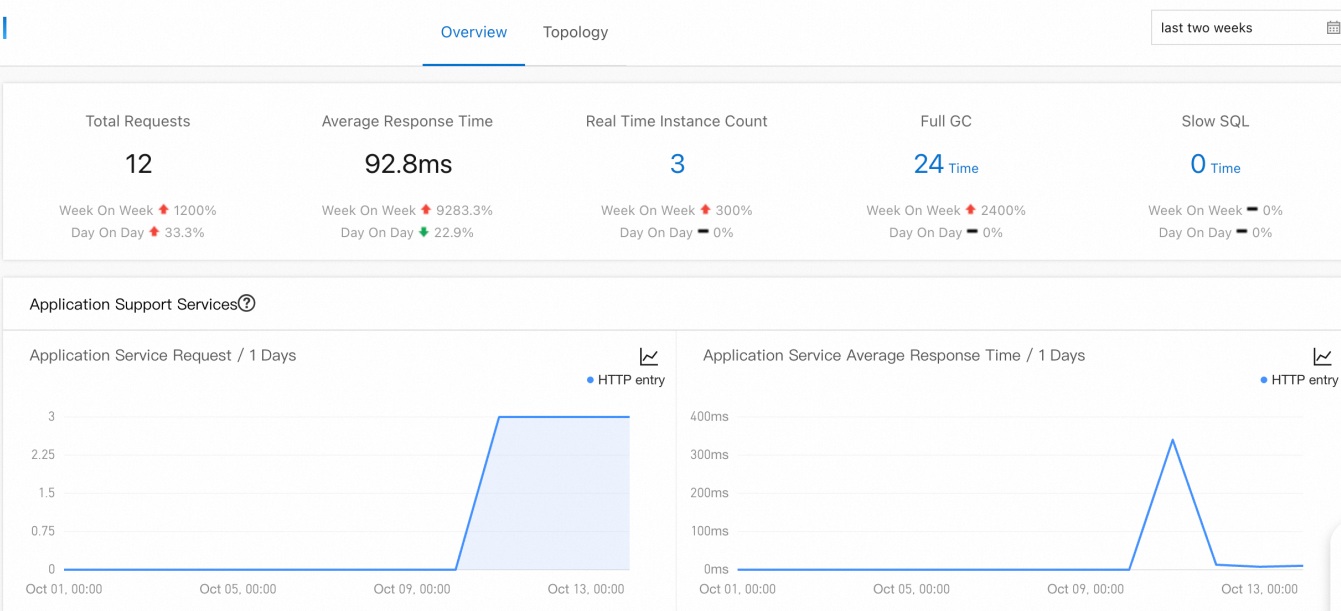 Overview Topology last two weeks
Total Requests Average Response Time Real Time Instance Count Full GC Slow SQL
12 92.8ms 3 24 Time 0 Time
Week On Week 1200% Week On Week 9283.3% Week On Week 300% Week On Week 2400% Week On Week 0%
Day On Day 33.3% Day On Day 22.9% Day On Day 0% Day On Day 0% Day On Day 0%
Application Support Services?
Application Service Request / 1 Days
HTTP entry
3
2.25
1.5
0.75
0
Oct 01, 00:00 Oct 05, 00:00 Oct 09, 00:00 Oct 13, 00:00
Application Service Average Response Time / 1 Days
HTTP entry
400ms
300ms
200ms
100ms
0ms
Oct 01, 00:00 Oct 05, 00:00 Oct 09, 00:00 Oct 13, 00:00